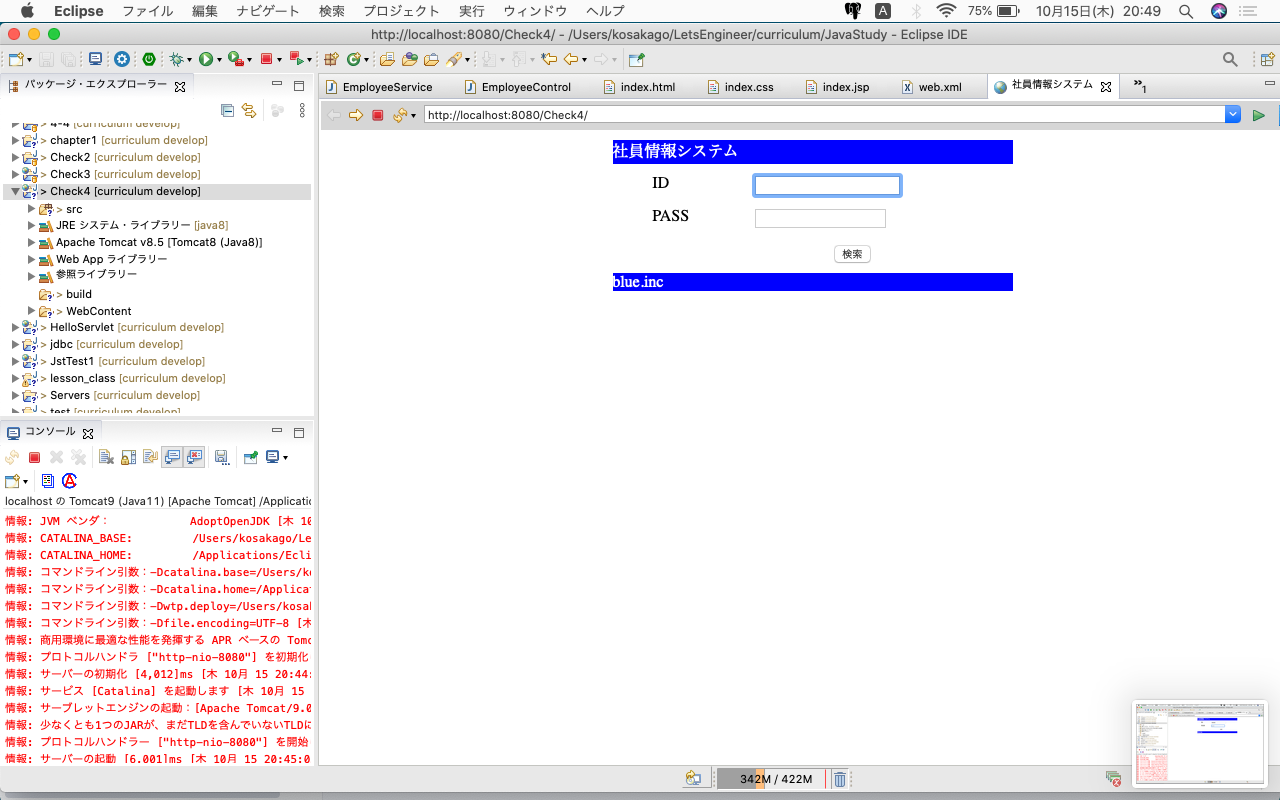 Eclipse ファイル 編集 ナビゲート 検索 プロジェクト 実行 ウィンドウ ヘルプ A 75% 10月15日(木) 20:49
http://localhost:8080/Check4/ - /Users/kosakago/LetsEngineer/curriculum/JavaStudy - Eclipse IDE
パッケージ・エクスプローラー
EmployeeService EmployeeControl index.html index.css index.jsp web.xml 社員情報システム »1
http://localhost:8080/Check4/
4-4 [curriculum develop]
> chapter1 [curriculum develop]
> Check2 [curriculum develop]
> Check3 [curriculum develop]
> Check4 [curriculum develop]
> src
JRE システム・ライブラリー [java8]
Apache Tomcat v8.5 [Tomcat8 (Java8)]
Web App ライブラリー
参照ライブラリー
> build
> WebContent
> HelloServlet [curriculum develop]
> jdbc [curriculum develop]
> JstTest1 [curriculum develop]
> lesson_class [curriculum develop]
> Servers [curriculum develop]
> test [curriculum develop]
社員情報システム
ID
PASS
検索
blue.inc
コンソール
localhost の Tomcat9 (Java11) [Apache Tomcat] /Applicatio
情報: JVM ベンダ: AdoptOpenJDK [木 10
情報: CATALINA_BASE: /Users/kosakago/Le
情報: CATALINA_HOME: /Applications/Ecli
情報: コマンドライン引数：-Dcatalina.base=/Users/ko
情報: コマンドライン引数：-Dcatalina.home=/Applicat
情報: コマンドライン引数：-Dwtp.deploy=/Users/kosak
情報: コマンドライン引数：-Dfile.encoding=UTF-8 [木
情報: 商用環境に最適な性能を発揮する APR ベースの Tomc
情報: プロトコルハンドラ ["http-nio-8080"] を初期化
情報: サーバーの初期化 [4,012]ms [木 10月 15 20:44:
情報: サービス [Catalina] を起動します [木 10月 15
情報: サーブレットエンジンの起動：[Apache Tomcat/9.0
情報: 少なくとも1つのJARが、まだTLDを含んでいないTLDに
情報: プロトコルハンドラー ["http-nio-8080"] を開始
情報: サーバーの起動 [6,001]ms [木 10月 15 20:45:0
342M / 422M